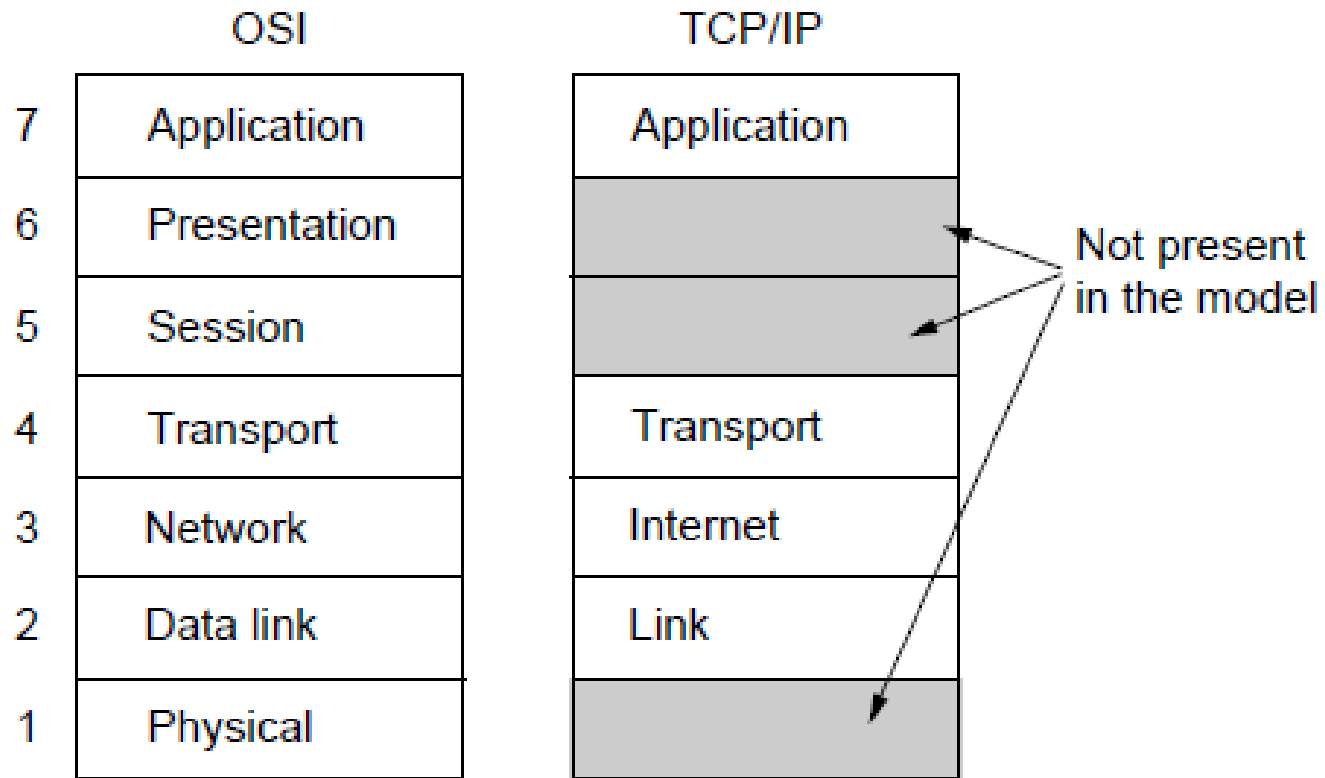 OSI TCP/IP
7 Application Application
6 Presentation
Not present
in the model
5 Session
4 Transport Transport
3 Network Internet
2 Data link Link
1 Physical